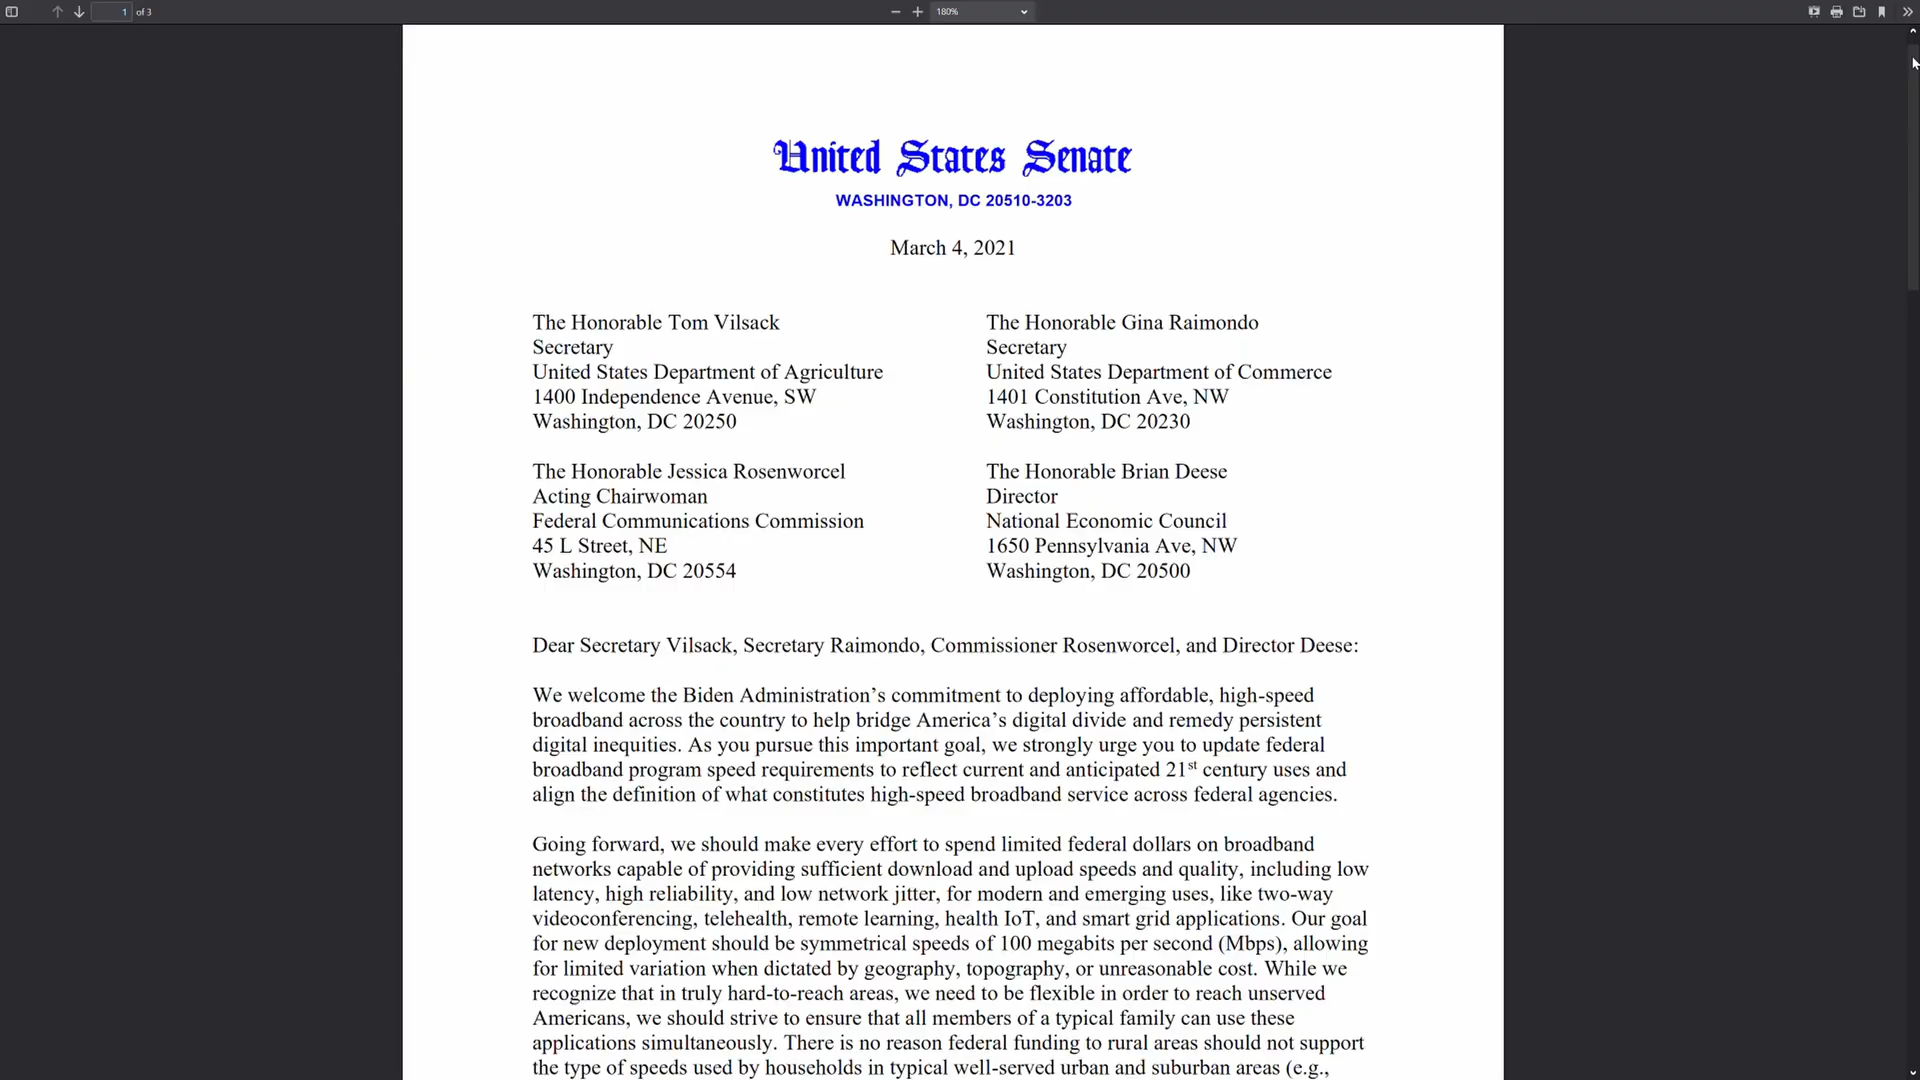 1 of 3 180%
United States Senate
WASHINGTON, DC 20510-3203
March 4, 2021
The Honorable Tom Vilsack
Secretary
United States Department of Agriculture
1400 Independence Avenue, SW
Washington, DC 20250
The Honorable Gina Raimondo
Secretary
United States Department of Commerce
1401 Constitution Ave, NW
Washington, DC 20230
The Honorable Jessica Rosenworcel
Acting Chairwoman
Federal Communications Commission
45 L Street, NE
Washington, DC 20554
The Honorable Brian Deese
Director
National Economic Council
1650 Pennsylvania Ave, NW
Washington, DC 20500
Dear Secretary Vilsack, Secretary Raimondo, Commissioner Rosenworcel, and Director Deese:
We welcome the Biden Administration’s commitment to deploying affordable, high-speed
broadband across the country to help bridge America’s digital divide and remedy persistent
digital inequities. As you pursue this important goal, we strongly urge you to update federal
broadband program speed requirements to reflect current and anticipated 21st century uses and
align the definition of what constitutes high-speed broadband service across federal agencies.
Going forward, we should make every effort to spend limited federal dollars on broadband
networks capable of providing sufficient download and upload speeds and quality, including low
latency, high reliability, and low network jitter, for modern and emerging uses, like two-way
videoconferencing, telehealth, remote learning, health IoT, and smart grid applications. Our goal
for new deployment should be symmetrical speeds of 100 megabits per second (Mbps), allowing
for limited variation when dictated by geography, topography, or unreasonable cost. While we
recognize that in truly hard-to-reach areas, we need to be flexible in order to reach unserved
Americans, we should strive to ensure that all members of a typical family can use these
applications simultaneously. There is no reason federal funding to rural areas should not support
the type of speeds used by households in typical well-served urban and suburban areas (e.g.,